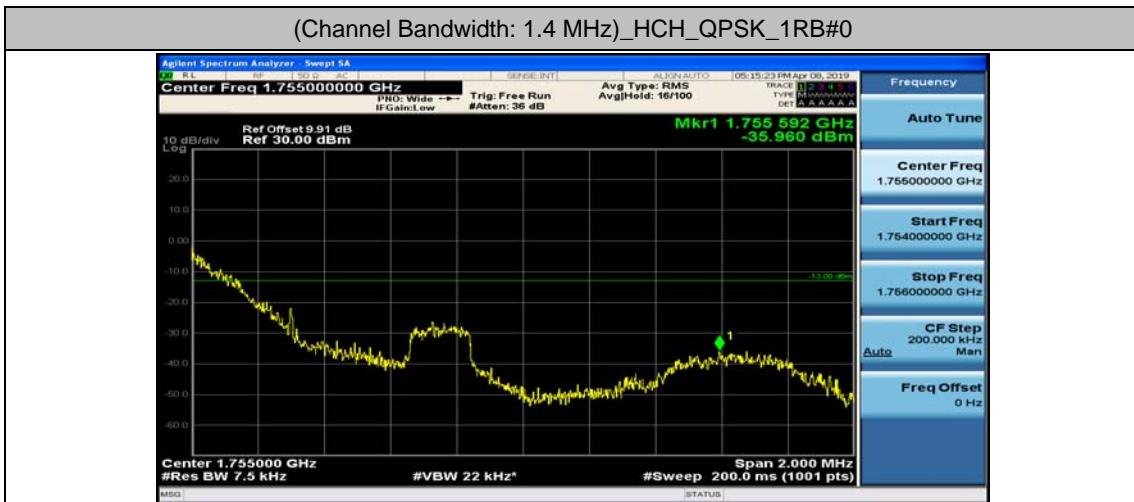 (Channel Bandwidth: 1.4 MHz)_HCH_QPSK_1RB#0
Agilent Spectrum Analyzer - Swept SA
RL RF 50 Ω AC SENSE:INT ALIGN AUTO 05:15:23 PM Apr 08, 2019
Center Freq 1.755000000 GHz
PNO: Wide
IFGain:Low
Trig: Free Run
#Atten: 36 dB
Avg Type: RMS
Avg|Hold: 16/100
TRACE 1 2 3 4 5 6
TYPE M
DET A A A A A A
Frequency
Mkr1 1.755 592 GHz
-35.960 dBm
Ref Offset 9.91 dB
10 dB/div Ref 30.00 dBm
Log
20.0
10.0
0.00
-10.0
-13.00 dBm
-20.0
-30.0
1
-40.0
-50.0
-60.0
Center 1.755000 GHz
Span 2.000 MHz
#Res BW 7.5 kHz
#VBW 22 kHz*
#Sweep 200.0 ms (1001 pts)
MSG
STATUS
Auto Tune
Center Freq
1.755000000 GHz
Start Freq
1.754000000 GHz
Stop Freq
1.756000000 GHz
CF Step
200.000 kHz
Auto Man
Freq Offset
0 Hz